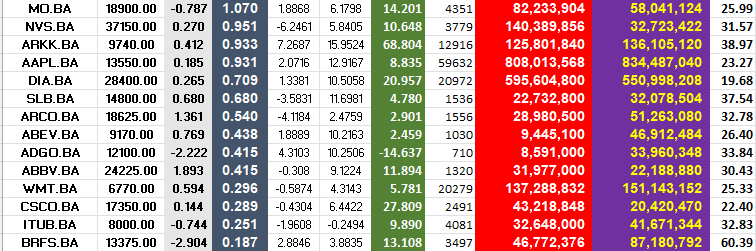 MO.BA 18900.00 -0.787 1.070 1.8868 6.1798 14.201 4351 82,233,904 58,041,124 25.99
NVS.BA 37150.00 0.270 0.951 -6.2461 5.8405 10.648 3779 140,389,856 32,723,422 31.57
ARKK.BA 9740.00 0.412 0.933 7.2687 15.9524 68.804 12916 125,801,840 136,105,120 38.97
AAPL.BA 13550.00 0.185 0.931 2.0716 12.9167 8.835 59632 808,013,568 834,487,040 23.27
DIA.BA 28400.00 0.265 0.709 1.3381 10.5058 20.957 20972 595,604,800 550,998,208 19.68
SLB.BA 14800.00 0.680 0.680 -3.5831 11.6981 4.780 1536 22,732,800 32,078,504 37.54
ARCO.BA 18625.00 1.361 0.540 -4.1184 2.4759 2.901 1556 28,980,500 51,263,080 32.78
ABEV.BA 9170.00 0.769 0.438 1.8889 10.2163 2.459 1030 9,445,100 46,912,484 26.40
ADGO.BA 12100.00 -2.222 0.415 4.3103 10.2506 -14.637 710 8,591,000 33,960,348 33.84
ABBV.BA 24225.00 1.893 0.415 -0.308 9.1224 11.894 1320 31,977,000 22,188,880 30.43
WMT.BA 6770.00 0.594 0.296 -0.5874 4.3143 5.781 20279 137,288,832 151,143,152 25.33
CSCO.BA 17350.00 0.144 0.289 -0.4304 6.4422 27.809 2491 43,218,848 20,420,470 22.40
ITUB.BA 8000.00 -0.744 0.251 -1.9608 -0.2494 9.890 4081 32,648,000 41,671,344 32.83
BRFS.BA 13375.00 -2.904 0.187 2.8846 3.8835 13.108 3497 46,772,376 87,180,792 60.59